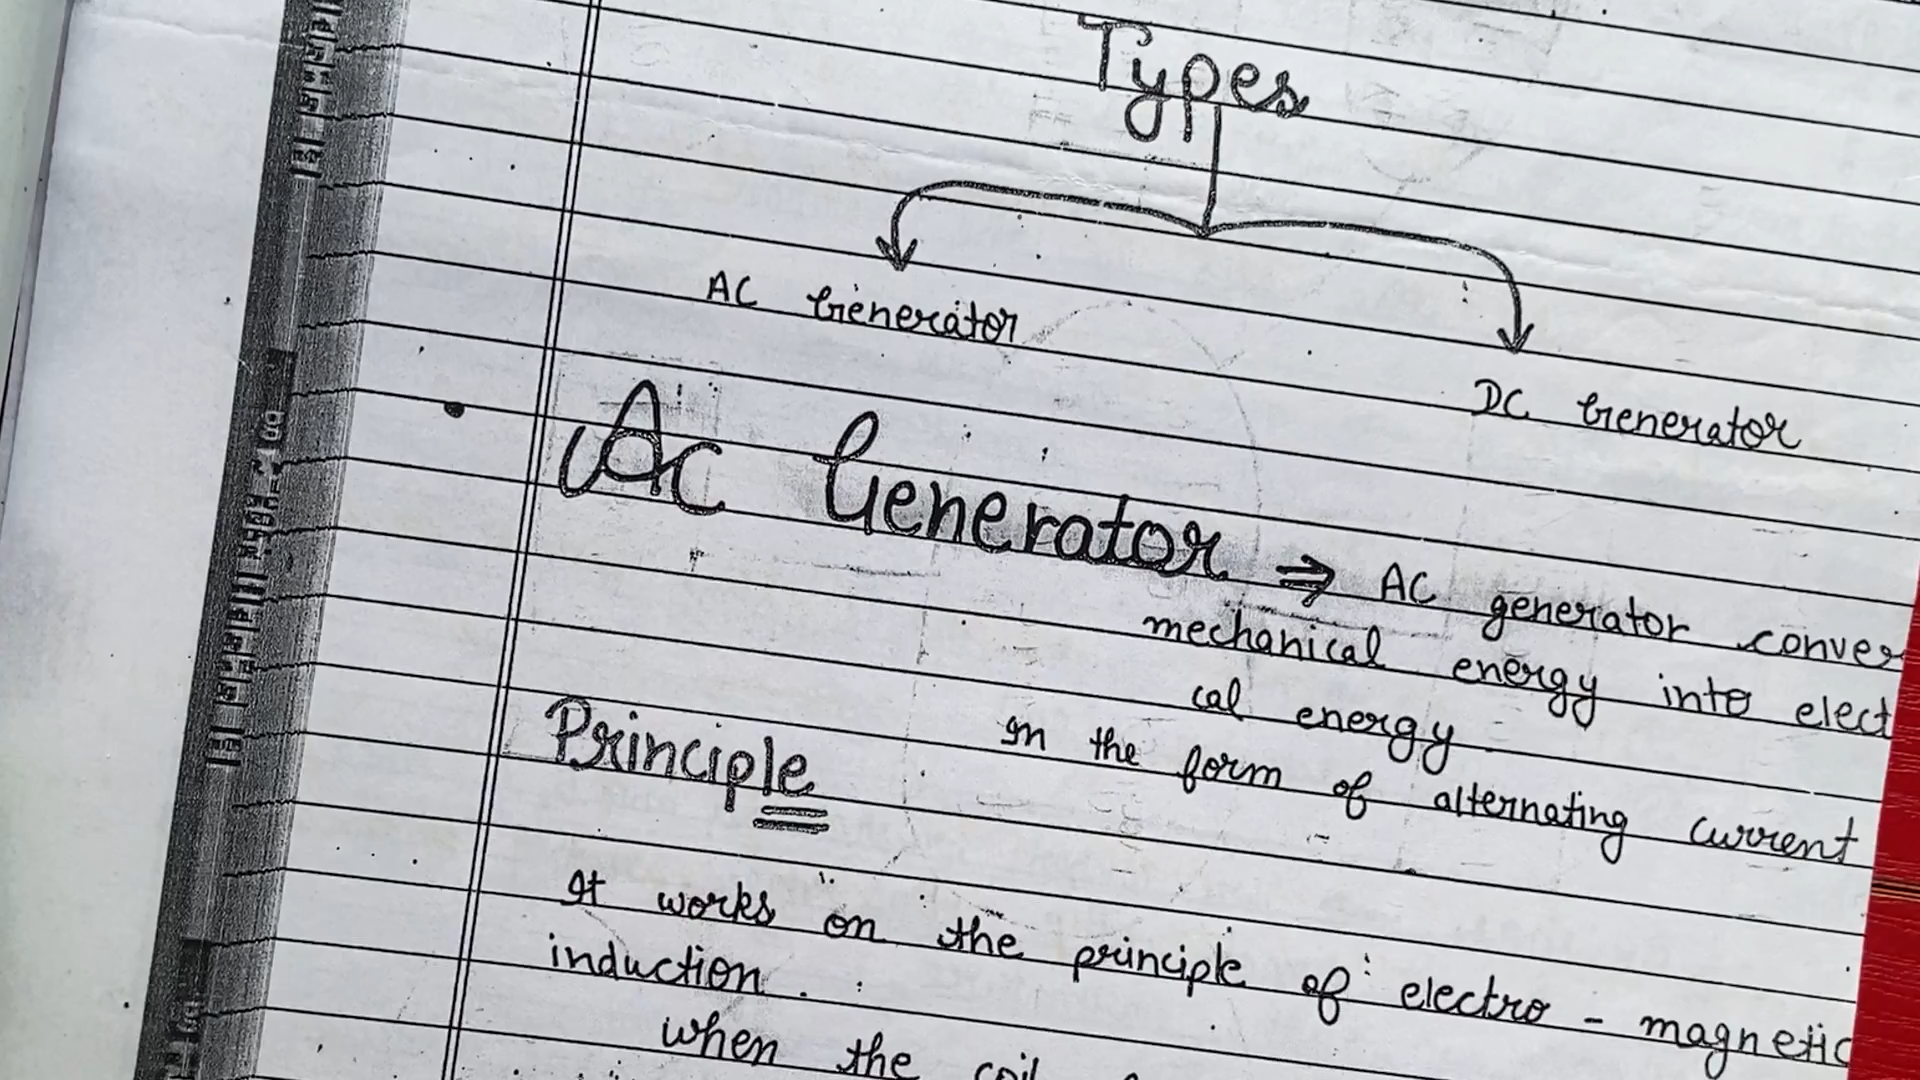 Types
AC Generator
DC Generator
Ac Generator ⇒ AC generator conver
mechanical energy into elect
cal energy
In the form of alternating current
Principle
It works on the principle of electro - magnetic
induction.
when the coil